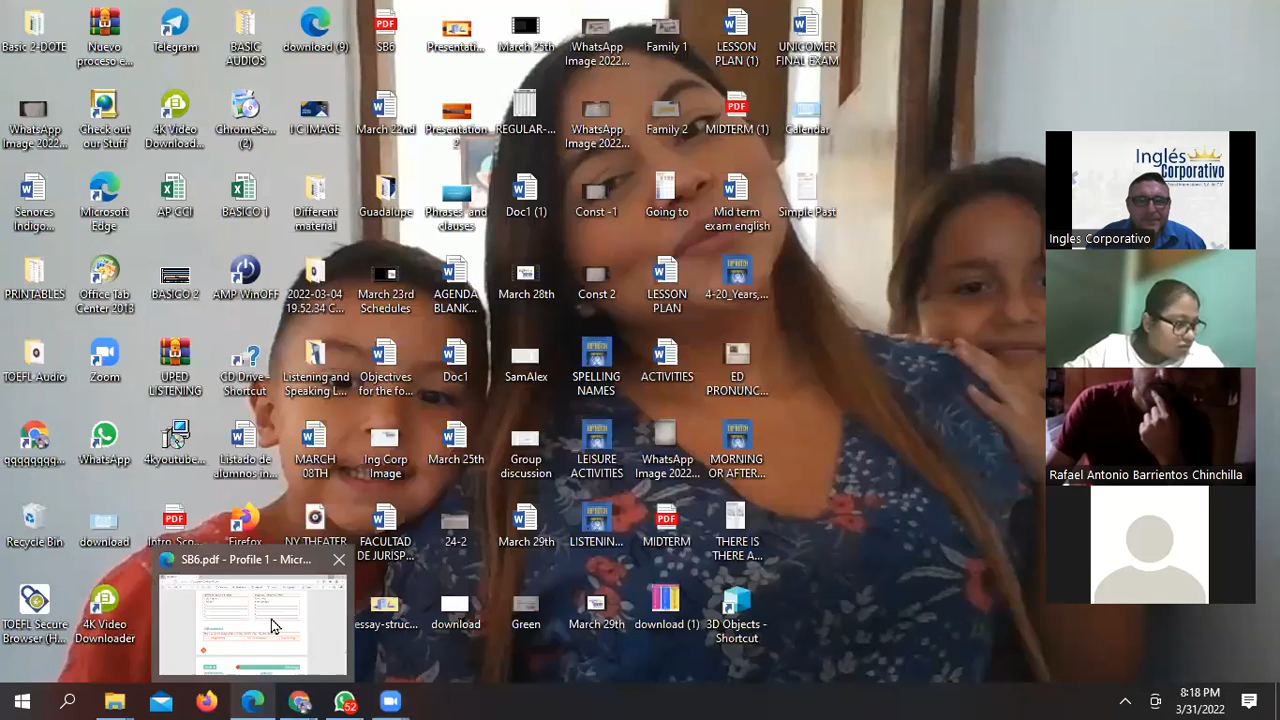 Basic 2-DOTE
Nuevo
proceso e...
Telegram
BASIC
AUDIOS
download (9)
SB6
Presentati...
March 25th
WhatsApp
Image 2022...
Family 1
LESSON
PLAN (1)
UNICOMER
FINAL EXAM
WhatsApp
Image 2022...
Check out
our Stuff
4K Video
Download...
ChromeSe...
(2)
I C IMAGE
March 22nd
Presentation
2
REGULAR-...
WhatsApp
Image 2022...
Family 2
MIDTERM (1)
Calendar
Senores
Indigo...
Microsoft
Edge
AP CCI
BASICO 1
Different
material
Guadalupe
Phrases and
clauses
Doc1 (1)
Const -1
Going to
Mid term
exam english
Simple Past
PRINTABLES
Office Tab
Center 2013
BASICO 2
AMP WinOFF
2022-03-04
19.52.34 C...
March 23rd
Schedules
AGENDA
BLANK...
March 28th
Const 2
LESSON
PLAN
4-20_Years,...
TOEFL Audio
Zoom
UPED
LISTENING
CD Drive -
Shortcut
Listening and
Speaking L...
Objectives
for the fo...
Doc1
SamAlex
SPELLING
NAMES
ACTIVITIES
ED
PRONUNC...
qqqqqqqq...
WhatsApp
4kyoutube...
Listado de
alumnos in...
MARCH
08TH
Ing Corp
Image
March 25th
Group
discussion
LEISURE
ACTIVITIES
WhatsApp
Image 2022...
MORNING
OR AFTER...
Recycle Bin
download
Intro_Sco...
Firefox
NY THEATER
FACULTAD
DE JURISP...
24-2
March 29th
LISTENIN...
MIDTERM
THERE IS
THERE A...
TOEFL Secure
Browser (H...
4K Video
Downloader
SB6.pdf - Profile 1 - Micr...
essay-struc...
download
Green
March 29th
download (1)
3D Objects -
Shortcut
Inglés
Corporativo
Ingles Corporativo
Rafael Antonio Barrientos Chinchilla
52
8:18 PM
3/31/2022